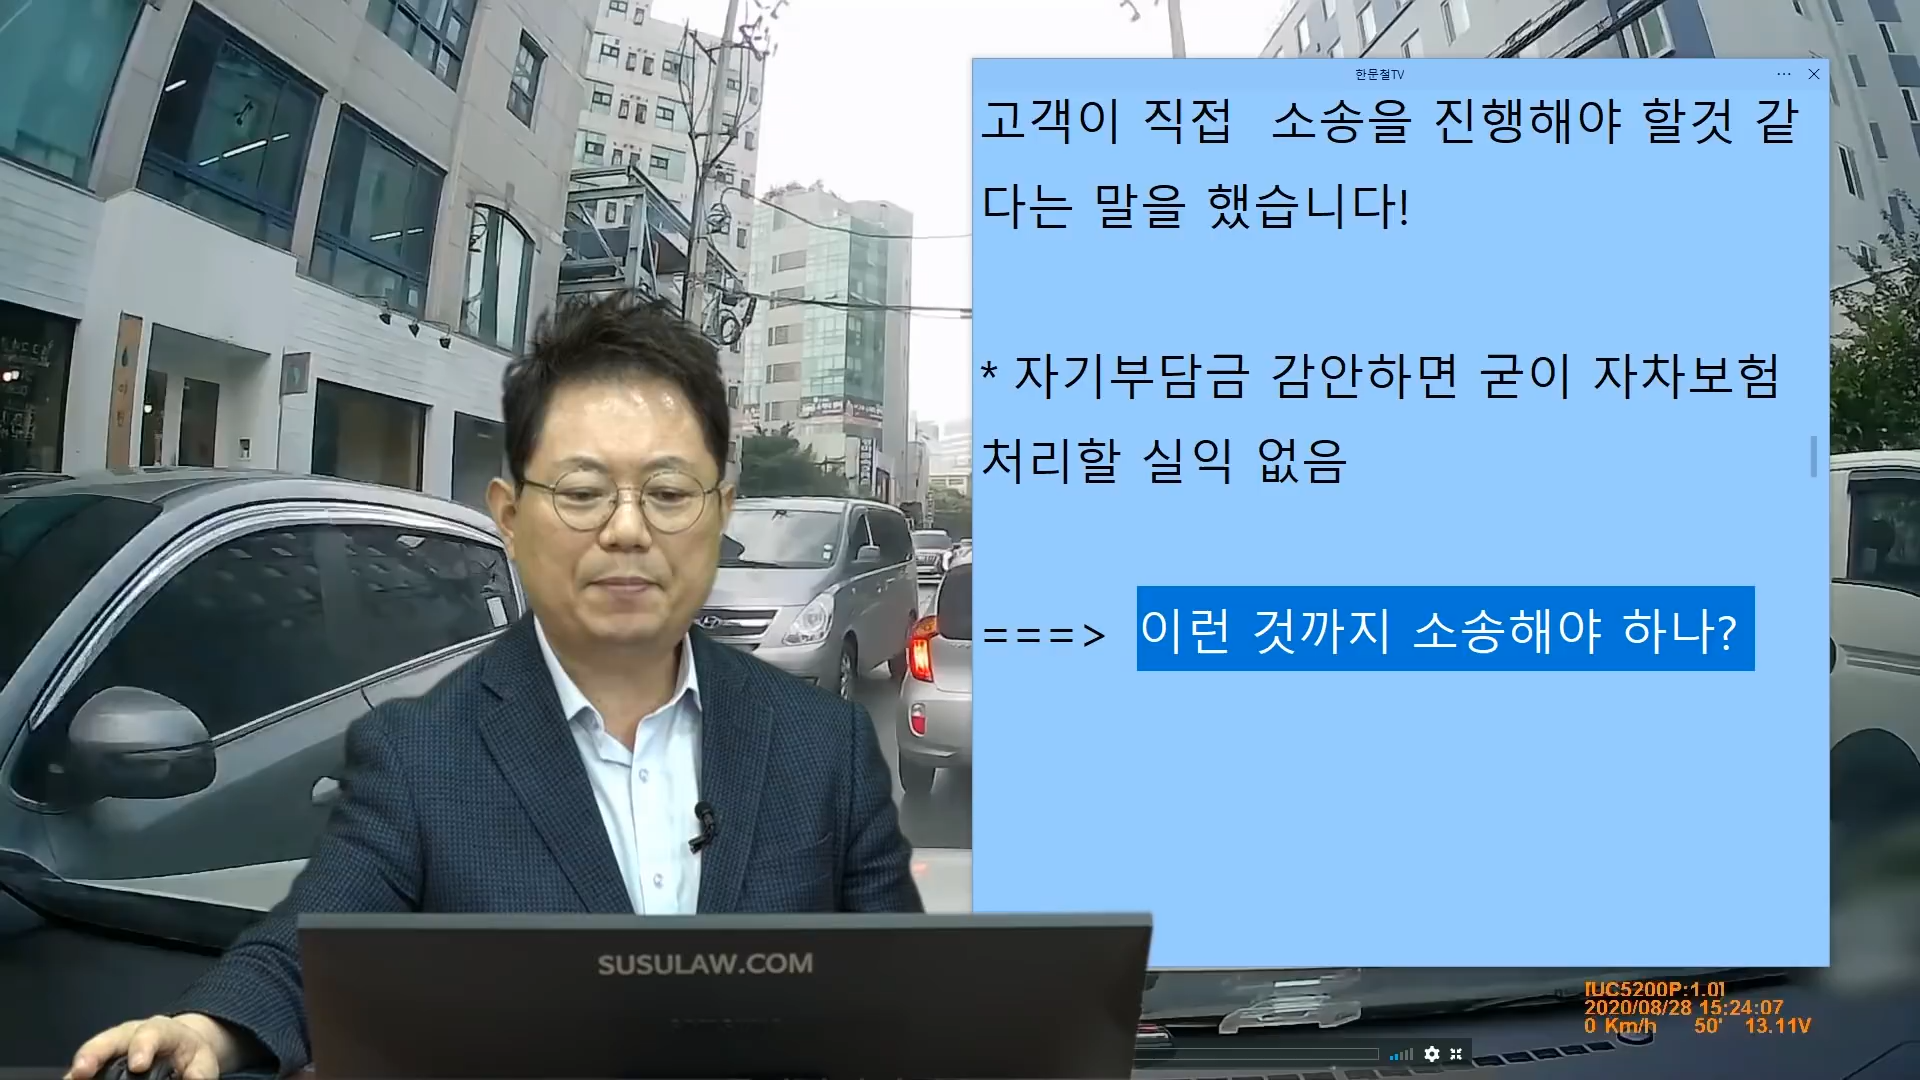 한문철TV
고객이 직접 소송을 진행해야 할것 같
다는 말을 했습니다!
* 자기부담금 감안하면 굳이 자차보험
처리할 실익 없음
===> 이런 것까지 소송해야 하나?
SUSULAW.COM
[UC5200P:1.0]
2020/08/28 15:24:07
0 Km/h 50' 13.11V